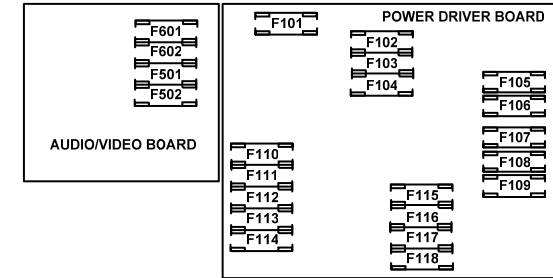 F601
F602
F501
F502
AUDIO/VIDEO BOARD
POWER DRIVER BOARD
F101
F102
F103
F104
F105
F106
F107
F108
F109
F110
F111
F112
F113
F114
F115
F116
F117
F118